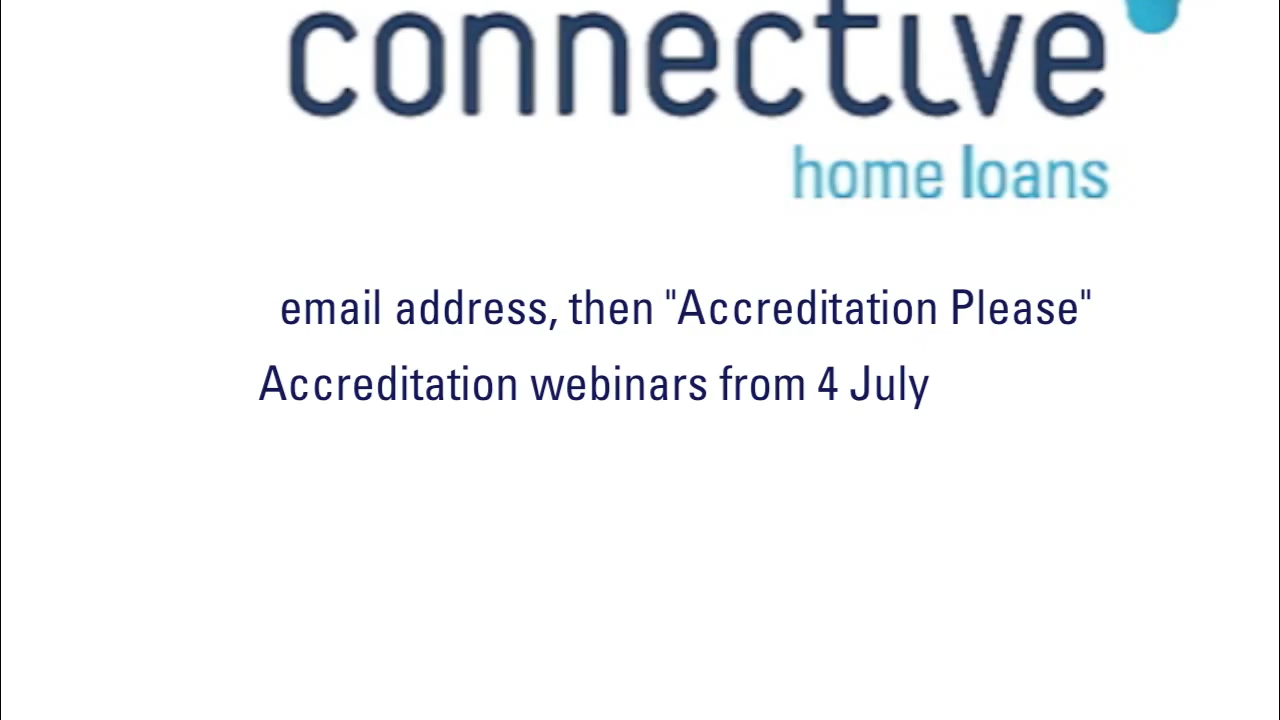 connective
home loans
email address, then "Accreditation Please"
Accreditation webinars from 4 July